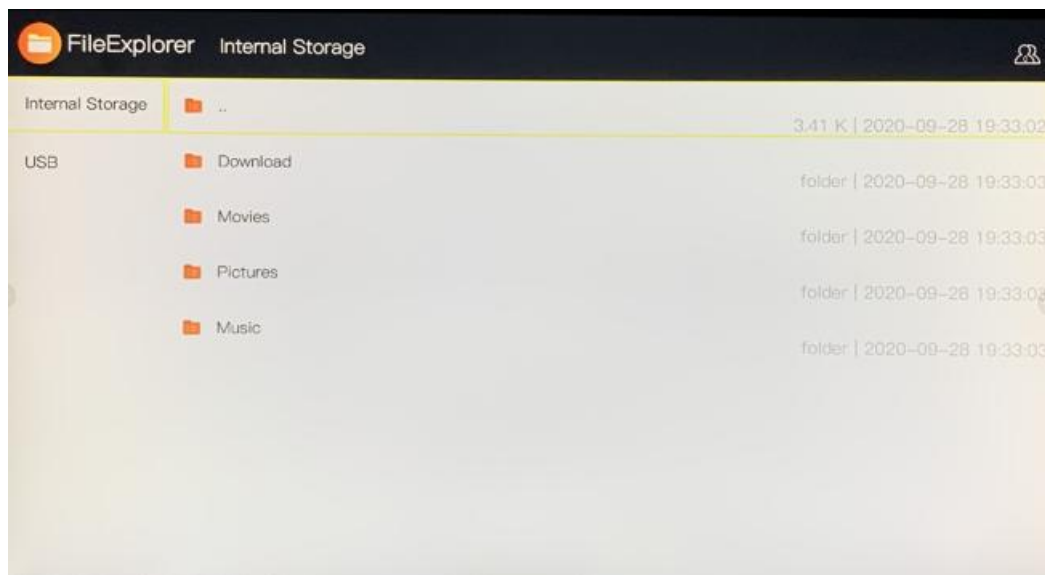 FileExplorer Internal Storage
Internal Storage
..
3.41 K | 2020-09-28 19:33:02
USB
Download
folder | 2020-09-28 19:33:03
Movies
folder | 2020-09-28 19:33:03
Pictures
folder | 2020-09-28 19:33:03
Music
folder | 2020-09-28 19:33:03